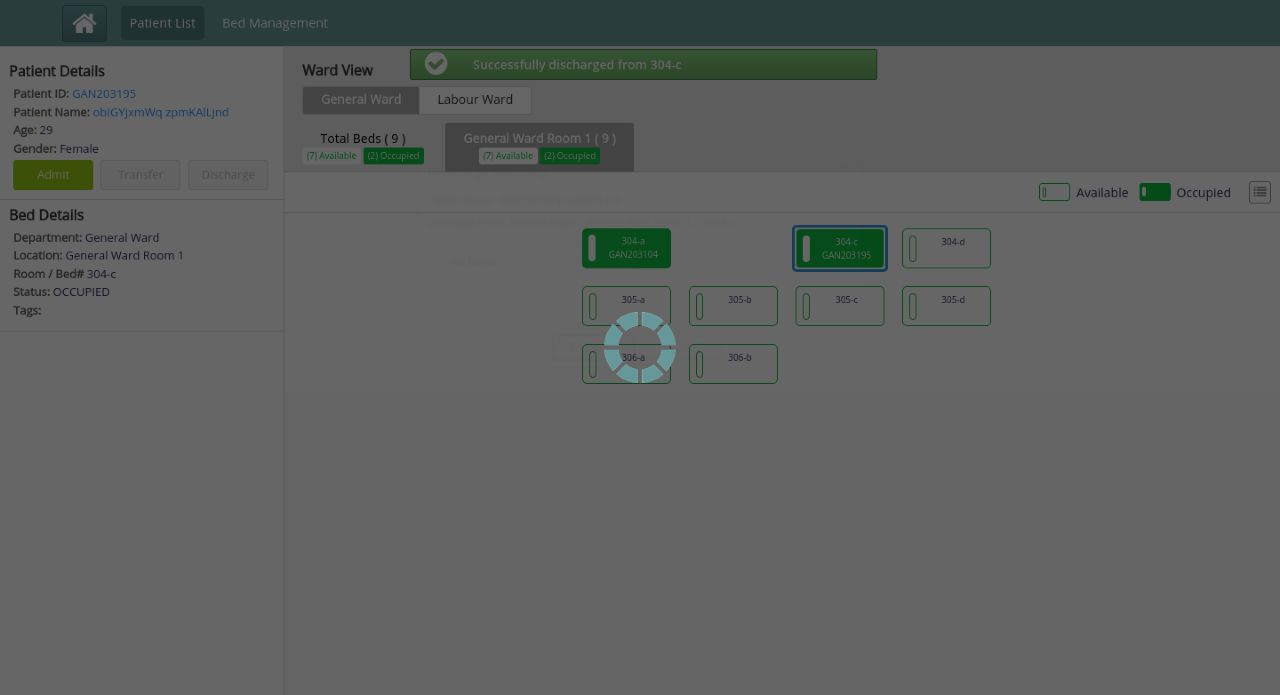 Patient List
Bed Management
Successfully discharged from 304-c
Patient Details
Patient ID: GAN203195
Patient Name: obiGYjxmWq zpmKAlLjnd
Age: 29
Gender: Female
Admit
Transfer
Discharge
Bed Details
Department: General Ward
Location: General Ward Room 1
Room / Bed# 304-c
Status: OCCUPIED
Tags:
Ward View
General Ward
Labour Ward
Total Beds ( 9 )
(7) Available
(2) Occupied
General Ward Room 1 ( 9 )
(7) Available
(2) Occupied
Available
Occupied
304-a
GAN203104
304-c
GAN203195
304-d
305-a
305-b
305-c
305-d
306-a
306-b